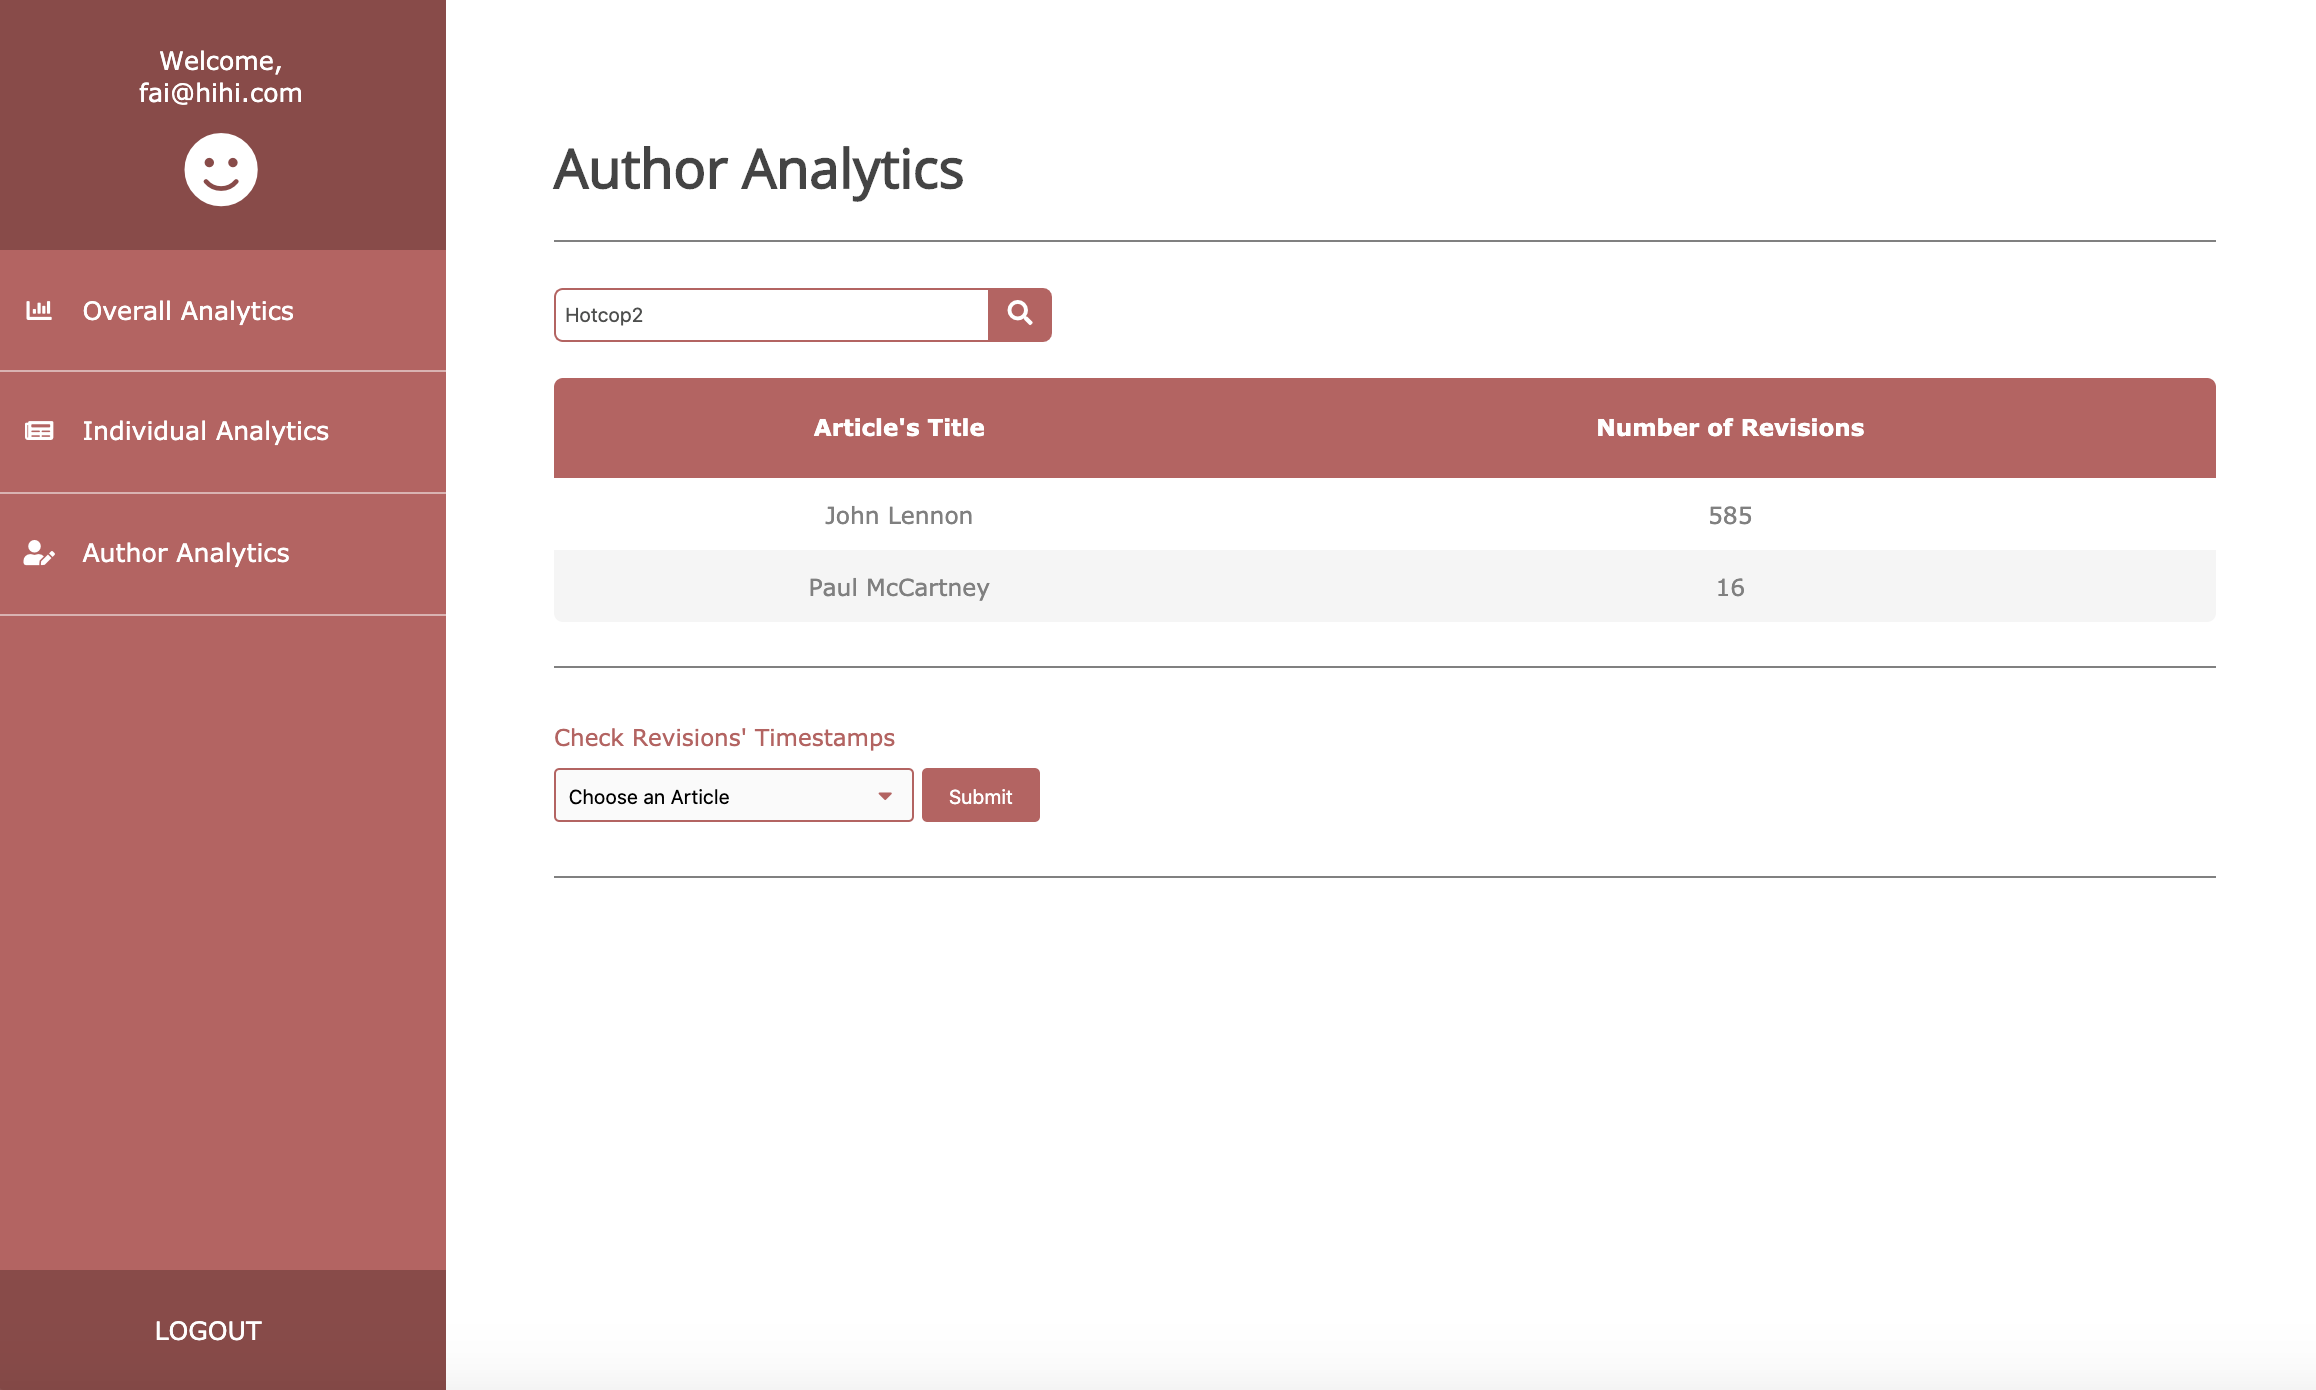 Welcome,
fai@hihi.com
Overall Analytics
Individual Analytics
Author Analytics
LOGOUT
Author Analytics
Hotcop2
Article's Title Number of Revisions
John Lennon 585
Paul McCartney 16
Check Revisions' Timestamps
Choose an Article Submit